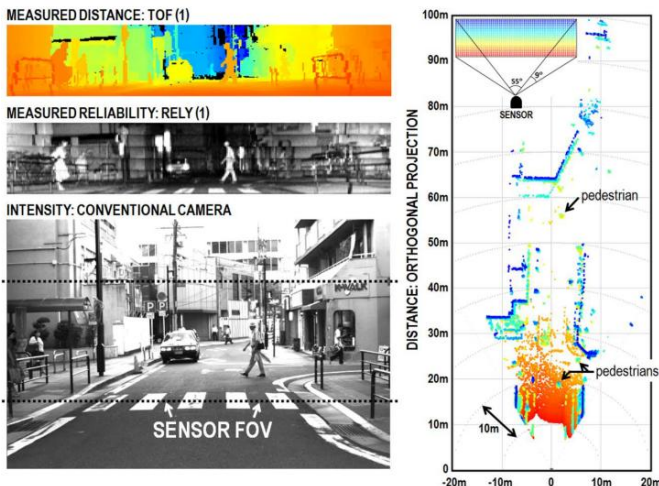 MEASURED DISTANCE: TOF (1)
MEASURED RELIABILITY: RELY (1)
INTENSITY: CONVENTIONAL CAMERA
P P
SENSOR FOV
DISTANCE: ORTHOGONAL PROJECTION
100m
90m
80m
70m
60m
50m
40m
30m
20m
10m
0
55°
9°
SENSOR
pedestrian
pedestrians
10m
-20m
-10m
0
10m
20m